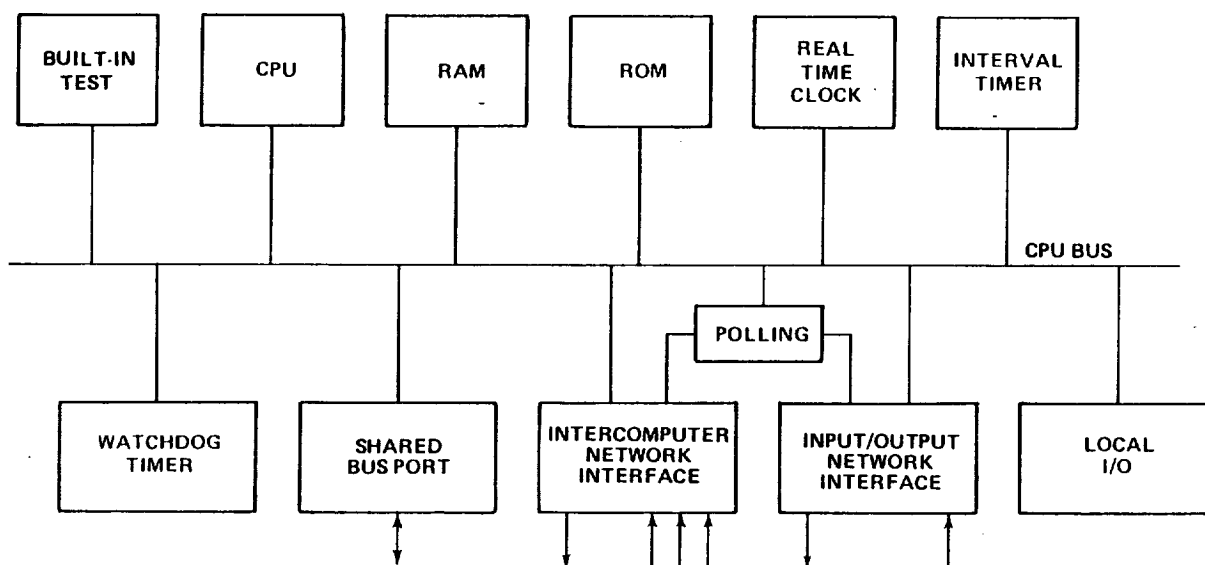 BUILT-IN
TEST
CPU
RAM
ROM
REAL
TIME
CLOCK
INTERVAL
TIMER
CPU BUS
POLLING
WATCHDOG
TIMER
SHARED
BUS PORT
INTERCOMPUTER
NETWORK
INTERFACE
INPUT/OUTPUT
NETWORK
INTERFACE
LOCAL
I/O